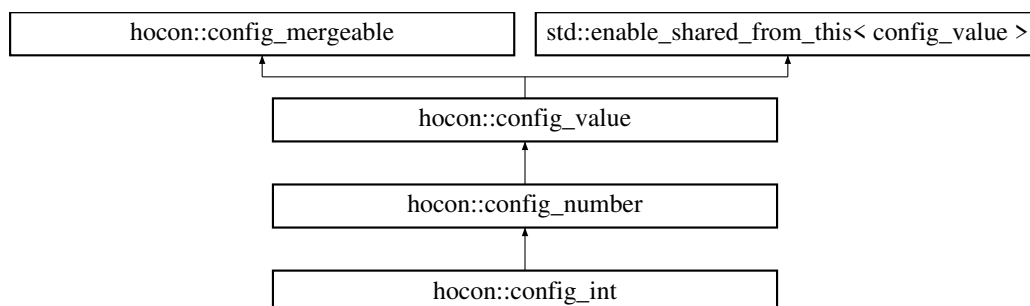 hocon::config_mergeable
std::enable_shared_from_this< config_value >
hocon::config_value
hocon::config_number
hocon::config_int